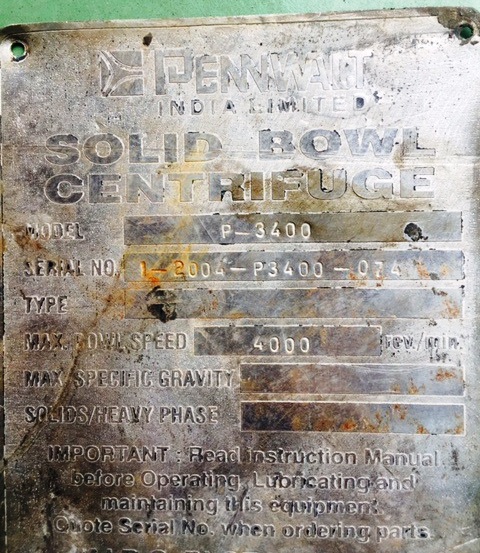 PENNWALT
INDIA LIMITED
SOLID BOWL
CENTRIFUGE
MODEL P-3400
SERIAL NO. 1-2004-P3400-074
TYPE
MAX. BOWL SPEED 4000 rev/min.
MAX. SPECIFIC GRAVITY
SOLIDS/HEAVY PHASE
IMPORTANT : Read Instruction Manual
before Operating, Lubricating and
maintaining this equipment.
Quote Serial No. when ordering parts.